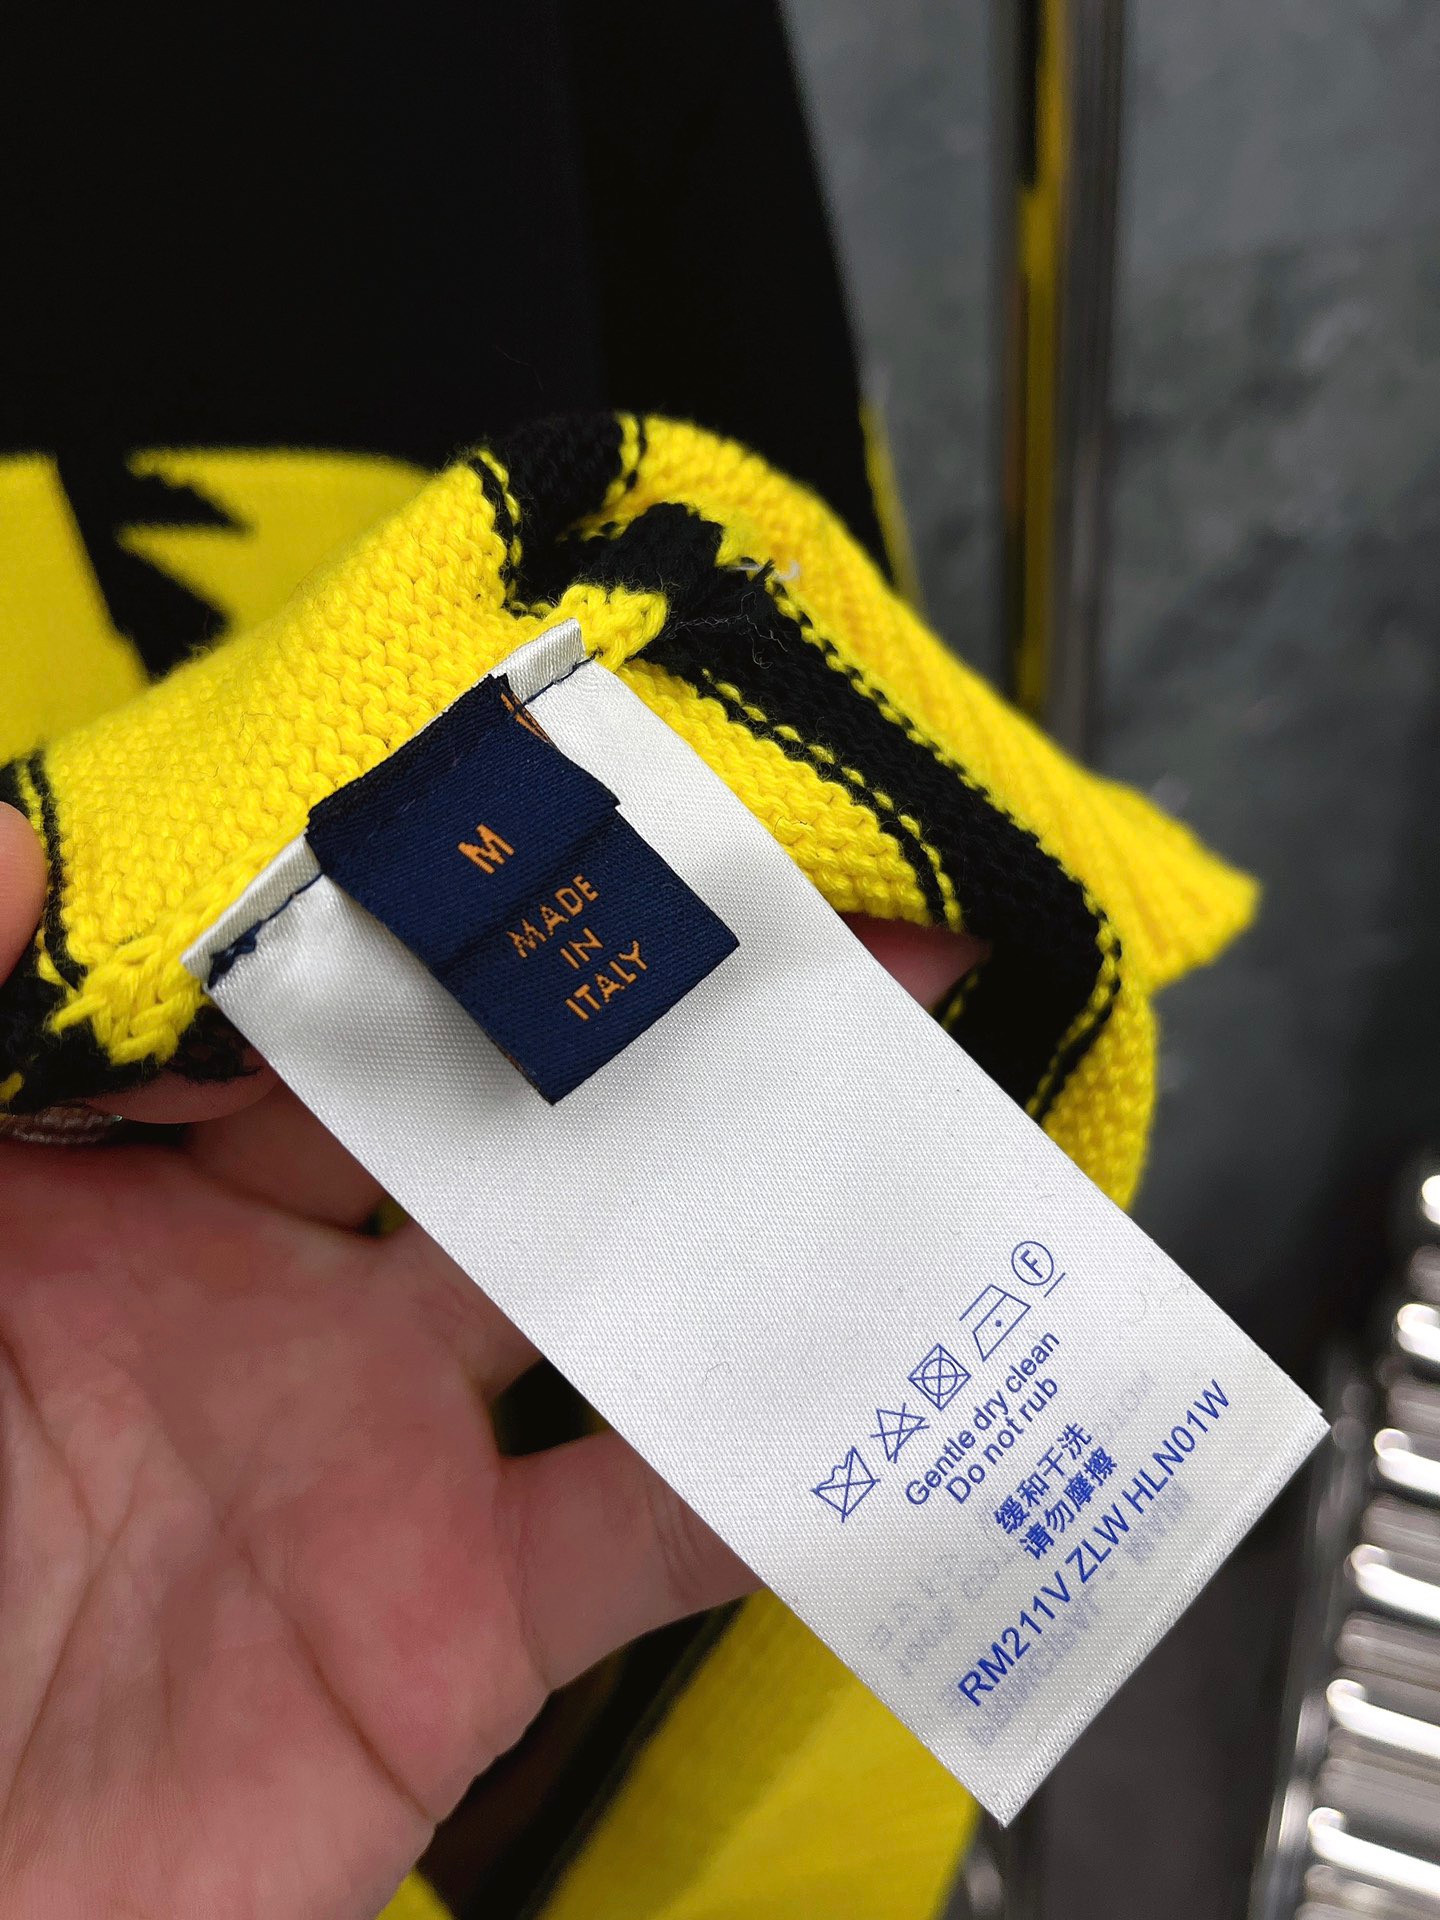 M
MADE
IN
ITALY
F
Gentle dry clean
Do not rub
缓和干洗
请勿摩擦
RM211V ZLW HLN01W